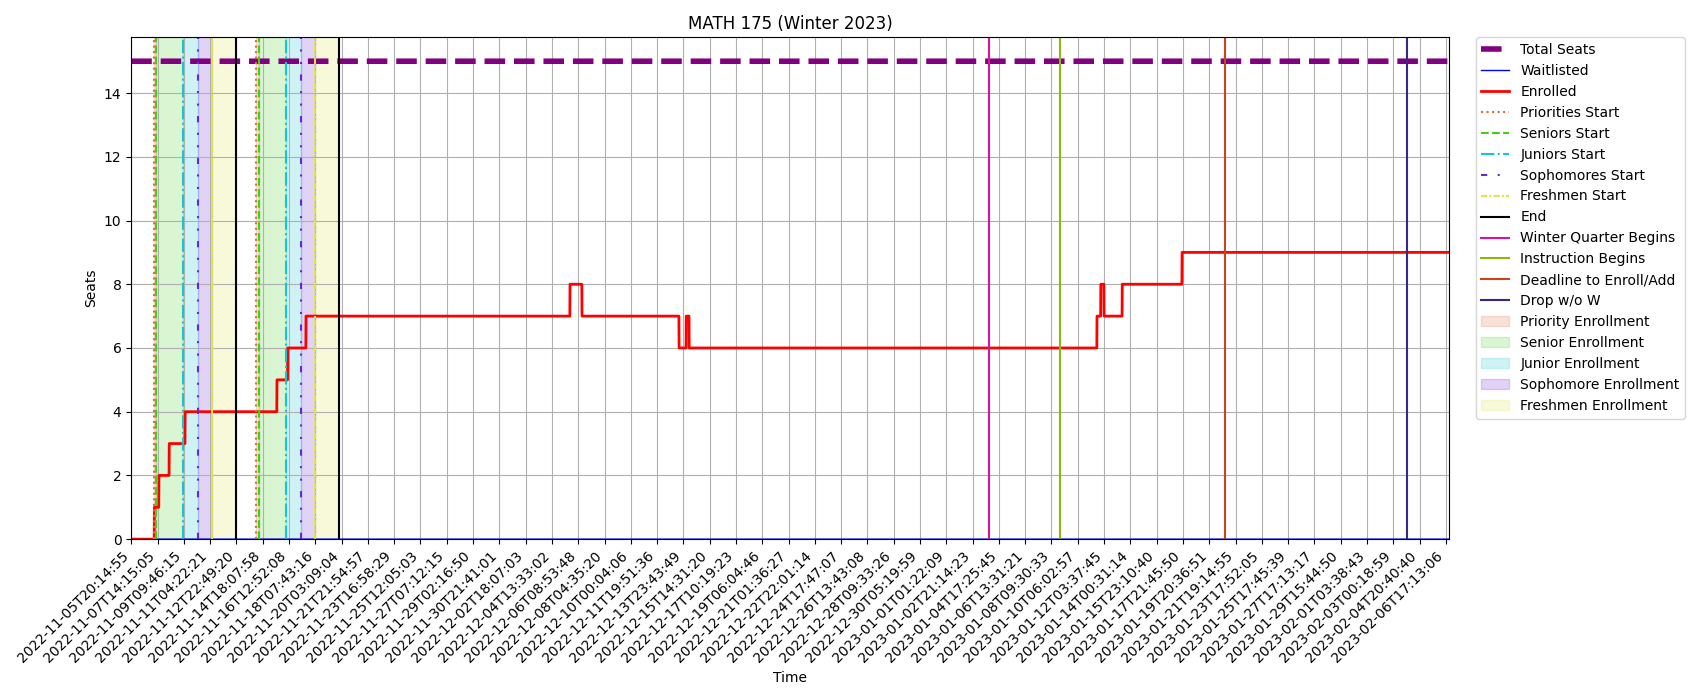 MATH 175 (Winter 2023)
Seats
14
12
10
8
6
4
2
0
2022-11-05T20:14:55
2022-11-07T14:15:05
2022-11-09T09:46:15
2022-11-11T04:22:21
2022-11-12T22:49:20
2022-11-14T18:07:58
2022-11-16T12:52:08
2022-11-18T07:43:16
2022-11-20T03:09:04
2022-11-21T21:54:57
2022-11-23T16:58:29
2022-11-25T12:05:03
2022-11-27T07:12:15
2022-11-29T02:16:50
2022-11-30T21:41:01
2022-12-02T18:07:03
2022-12-04T13:33:02
2022-12-06T08:53:48
2022-12-08T04:35:20
2022-12-10T00:04:06
2022-12-11T19:51:36
2022-12-13T23:43:49
2022-12-15T14:31:20
2022-12-17T10:19:23
2022-12-19T06:04:46
2022-12-21T01:36:27
2022-12-22T22:01:14
2022-12-24T17:47:07
2022-12-26T13:43:08
2022-12-28T09:33:26
2022-12-30T05:19:59
2023-01-01T01:22:09
2023-01-02T21:14:23
2023-01-04T17:25:45
2023-01-06T13:31:21
2023-01-08T09:30:33
2023-01-10T06:02:57
2023-01-12T03:37:45
2023-01-14T00:31:14
2023-01-15T23:10:40
2023-01-17T21:45:50
2023-01-19T20:36:51
2023-01-21T19:14:55
2023-01-23T17:52:05
2023-01-25T17:45:39
2023-01-27T17:13:17
2023-01-29T15:44:50
2023-02-01T03:38:43
2023-02-03T00:18:59
2023-02-04T20:40:40
2023-02-06T17:13:06
Time
Total Seats
Waitlisted
Enrolled
Priorities Start
Seniors Start
Juniors Start
Sophomores Start
Freshmen Start
End
Winter Quarter Begins
Instruction Begins
Deadline to Enroll/Add
Drop w/o W
Priority Enrollment
Senior Enrollment
Junior Enrollment
Sophomore Enrollment
Freshmen Enrollment